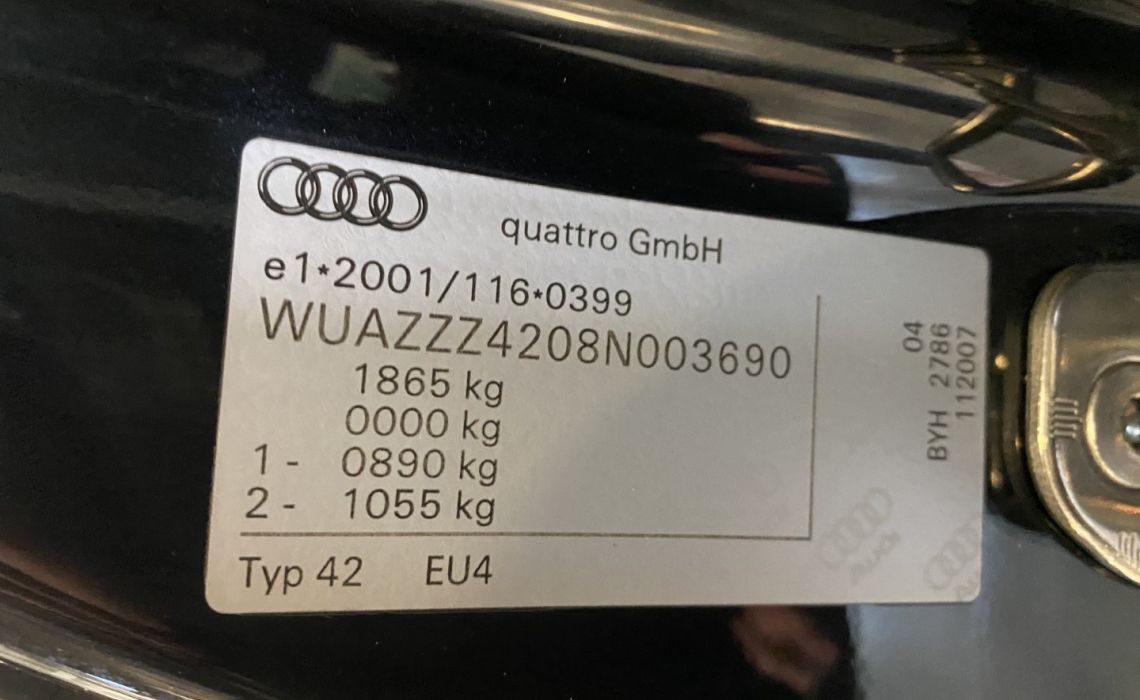 quattro GmbH
e1*2001/116*0399
WUAZZZ4208N003690
1865 kg
0000 kg
1 - 0890 kg
2 - 1055 kg
Typ 42 EU4
04
BYH 2786
112007
Audi